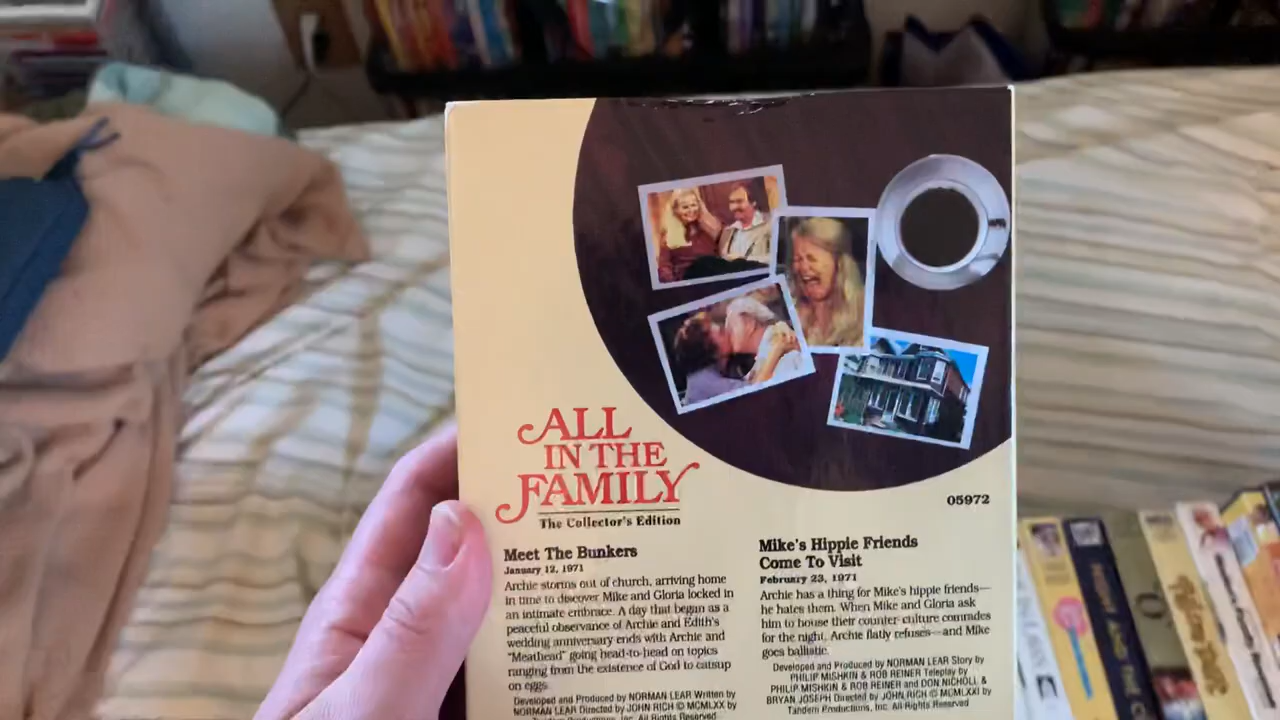 ALL
IN THE
FAMILY
The Collector's Edition
05972
Meet The Bunkers
January 12, 1971
Archie storms out of church, arriving home
in time to discover Mike and Gloria locked in
an intimate embrace. A day that began as a
peaceful observance of Archie and Edith's
wedding anniversary ends with Archie and
"Meathead" going head-to-head on topics
ranging from the existence of God to catsup
on eggs.
Developed and Produced by NORMAN LEAR Written by
NORMAN LEAR Directed by JOHN RICH © MCMLXX by
Tandem Productions, Inc. All Rights Reserved
Mike's Hippie Friends
Come To Visit
February 23, 1971
Archie has a thing for Mike's hippie friends—
he hates them. When Mike and Gloria ask
him to house their counter-culture comrades
for the night, Archie flatly refuses—and Mike
goes ballistic.
Developed and Produced by NORMAN LEAR Story by
PHILIP MISHKIN & ROB REINER Teleplay by
PHILIP MISHKIN & ROB REINER and DON NICHOLL &
BRYAN JOSEPH Directed by JOHN RICH © MCMLXXI by
Tandem Productions, Inc. All Rights Reserved